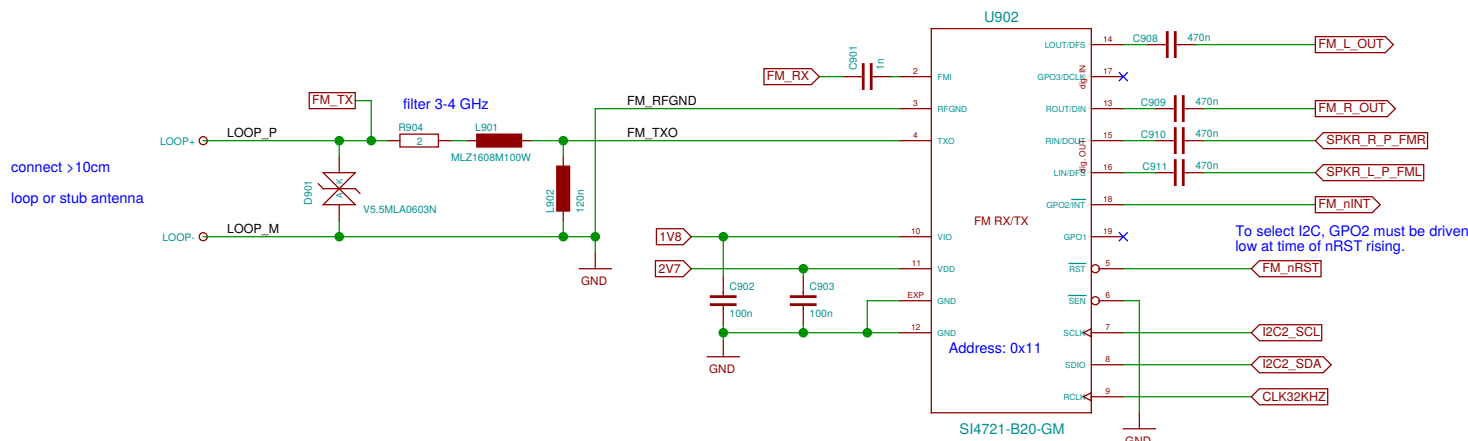 U902
C901
1n
FM_RX
2
FMI
LOUT/DFS
14
C908
470n
FM_L_OUT
GPO3/DCLK
17
dig. IN
FM_TX
filter 3-4 GHz
FM_RFGND
3
RFGND
ROUT/DIN
13
C909
470n
FM_R_OUT
LOOP+
LOOP_P
R904
2
L901
MLZ1608M100W
FM_TXO
4
TXO
RIN/DOUT
15
C910
470n
SPKR_R_P_FMR
dig. OUT
connect >10cm
loop or stub antenna
D901
A
K
V5.5MLA0603N
L902
120n
LIN/DFS
16
C911
470n
SPKR_L_P_FML
FM RX/TX
GPO2/INT
18
FM_nINT
LOOP-
LOOP_M
GND
1V8
10
VIO
GPO1
19
To select I2C, GPO2 must be driven
low at time of nRST rising.
2V7
11
VDD
RST
5
FM_nRST
C902
100n
C903
100n
EXP
GND
SEN
6
12
GND
GND
Address: 0x11
SCLK
7
I2C2_SCL
SDIO
8
I2C2_SDA
RCLK
9
CLK32KHZ
SI4721-B20-GM
GND